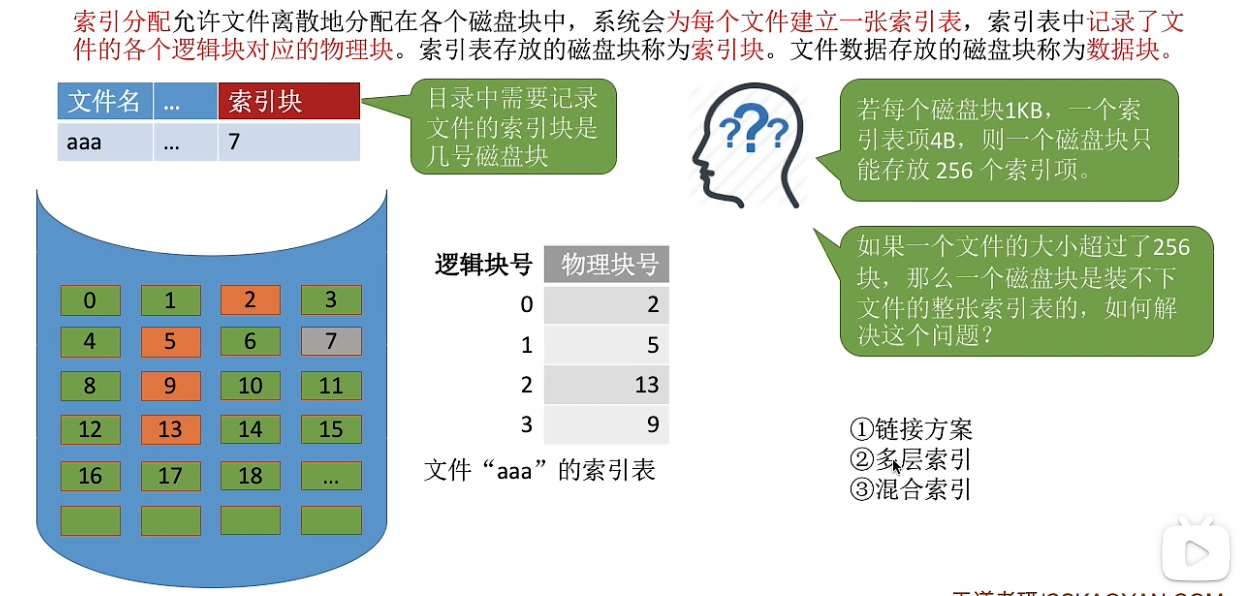 索引分配允许文件离散地分配在各个磁盘块中，系统会为每个文件建立一张索引表，索引表中记录了文
件的各个逻辑块对应的物理块。索引表存放的磁盘块称为索引块。文件数据存放的磁盘块称为数据块。
文件名 ... 索引块
aaa ... 7
目录中需要记录
文件的索引块是
几号磁盘块
???
若每个磁盘块1KB，一个索
引表项4B，则一个磁盘块只
能存放 256 个索引项。
如果一个文件的大小超过了256
块，那么一个磁盘块是装不下
文件的整张索引表的，如何解
决这个问题？
0 1 2 3
4 5 6 7
8 9 10 11
12 13 14 15
16 17 18 ...
逻辑块号 物理块号
0 2
1 5
2 13
3 9
文件“aaa”的索引表
①链接方案
②多层索引
③混合索引